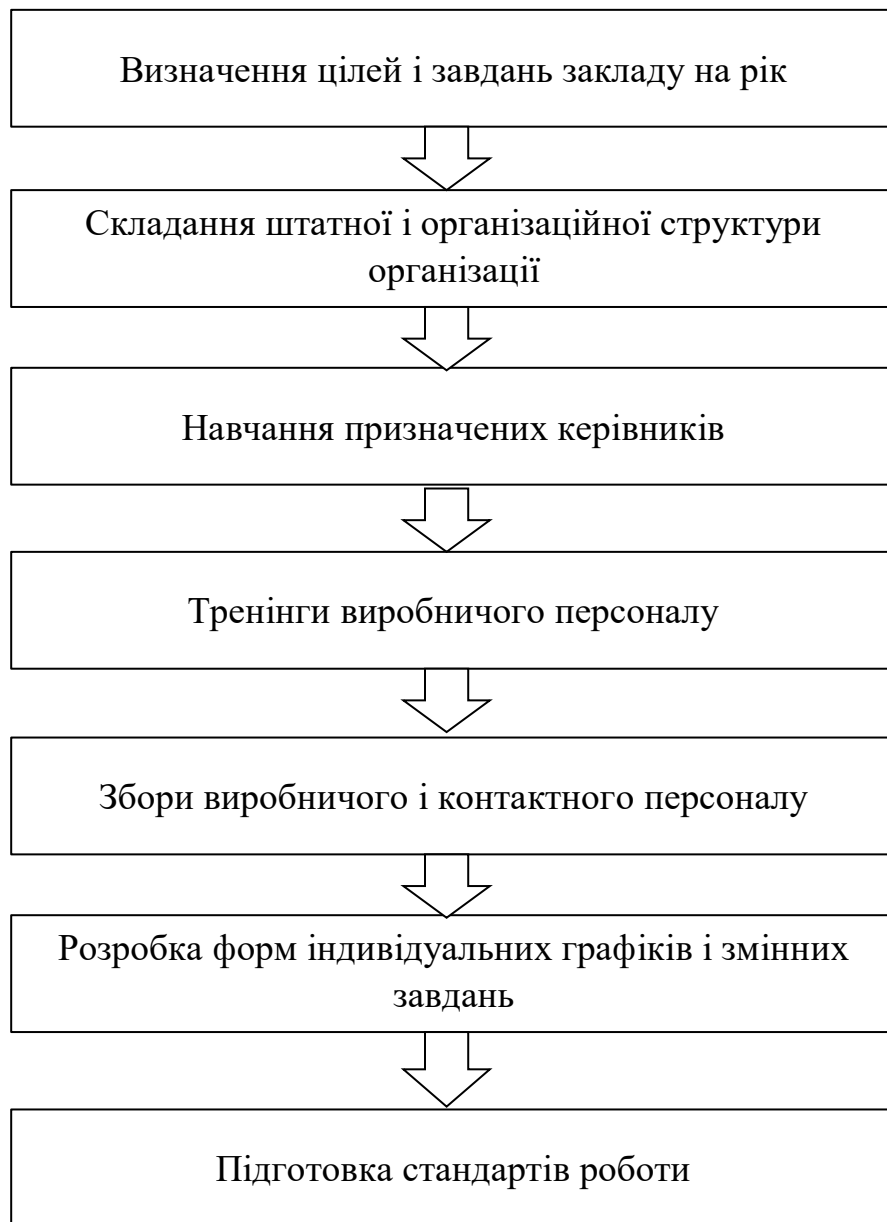 Визначення цілей і завдань закладу на рік
Складання штатної і організаційної структури
організації
Навчання призначених керівників
Тренінги виробничого персоналу
Збори виробничого і контактного персоналу
Розробка форм індивідуальних графіків і змінних
завдань
Підготовка стандартів роботи